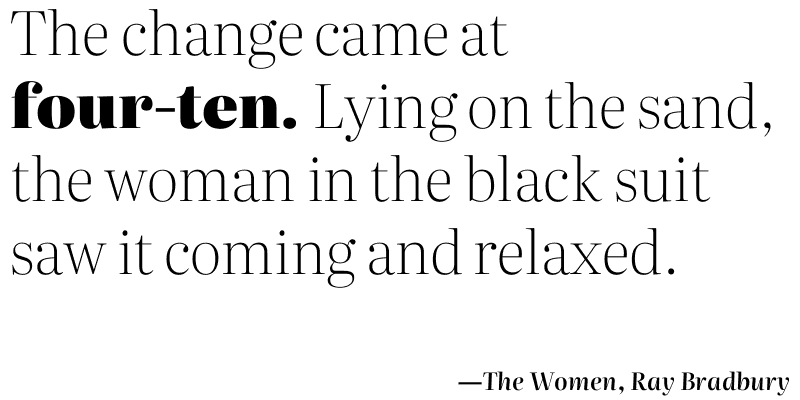 The change came at
four-ten. Lying on the sand,
the woman in the black suit
saw it coming and relaxed.
—The Women, Ray Bradbury